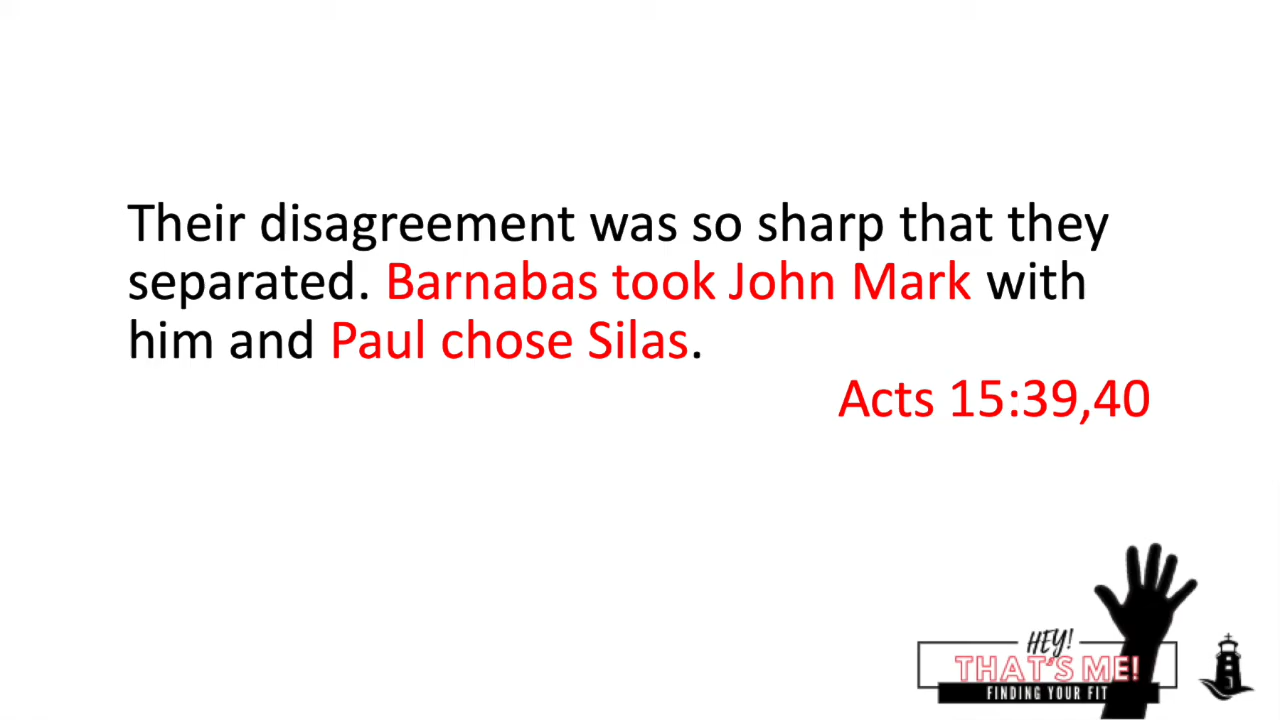 Their disagreement was so sharp that they
separated. Barnabas took John Mark with
him and Paul chose Silas.
Acts 15:39,40
HEY!
THAT'S ME!
FINDING YOUR FIT